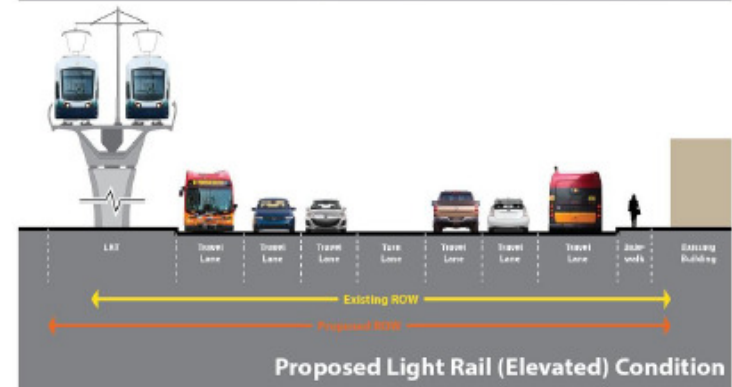 LRT
Travel
Lane
Travel
Lane
Travel
Lane
Turn
Lane
Travel
Lane
Travel
Lane
Travel
Lane
Side-
walk
Existing
Building
Existing ROW
Proposed ROW
Proposed Light Rail (Elevated) Condition